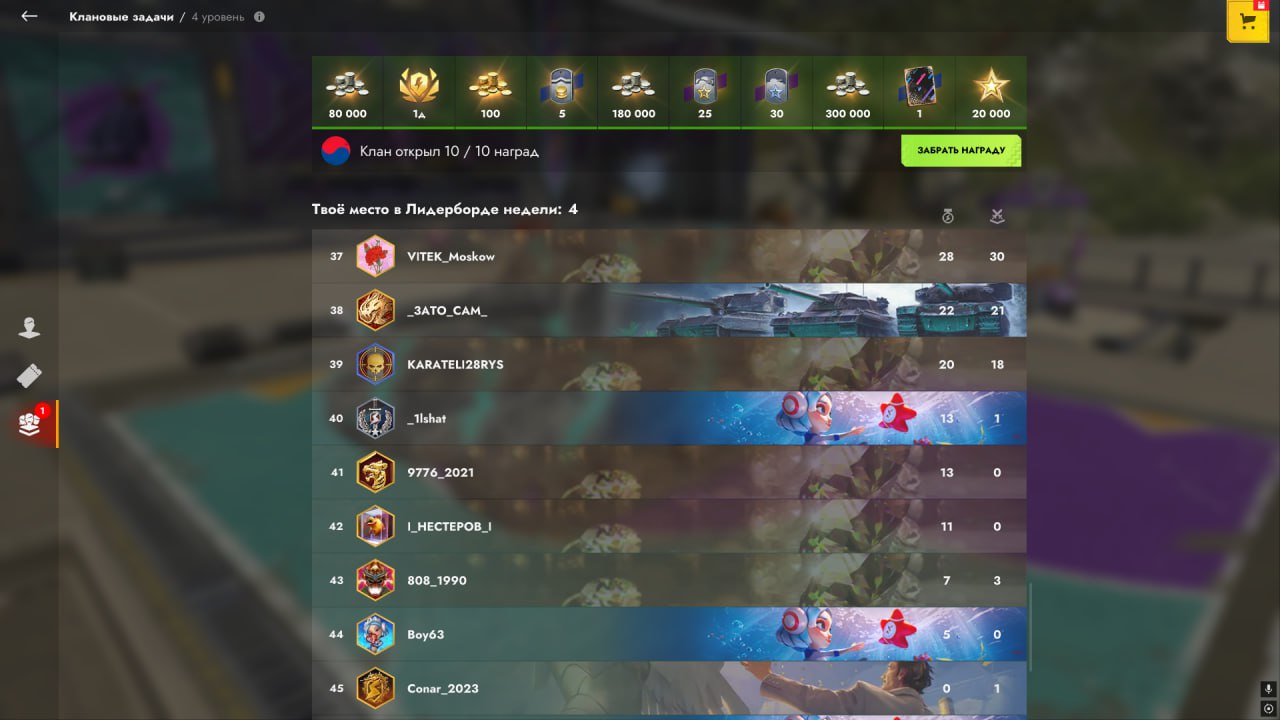 Клановые задачи / 4 уровень
80 000 1д 100 5 180 000 25 30 300 000 1 20 000
Клан открыл 10 / 10 наград
ЗАБРАТЬ НАГРАДУ
Твоё место в Лидерборде недели: 4
37 VITEK_Moskow 28 30
38 _ЗАТО_САМ_ 22 21
39 KARATELI28RYS 20 18
1
40 _1lshat 13 1
41 9776_2021 13 0
42 I_НЕСТЕРОВ_I 11 0
43 808_1990 7 3
44 Boy63 5 0
45 Conar_2023 0 1